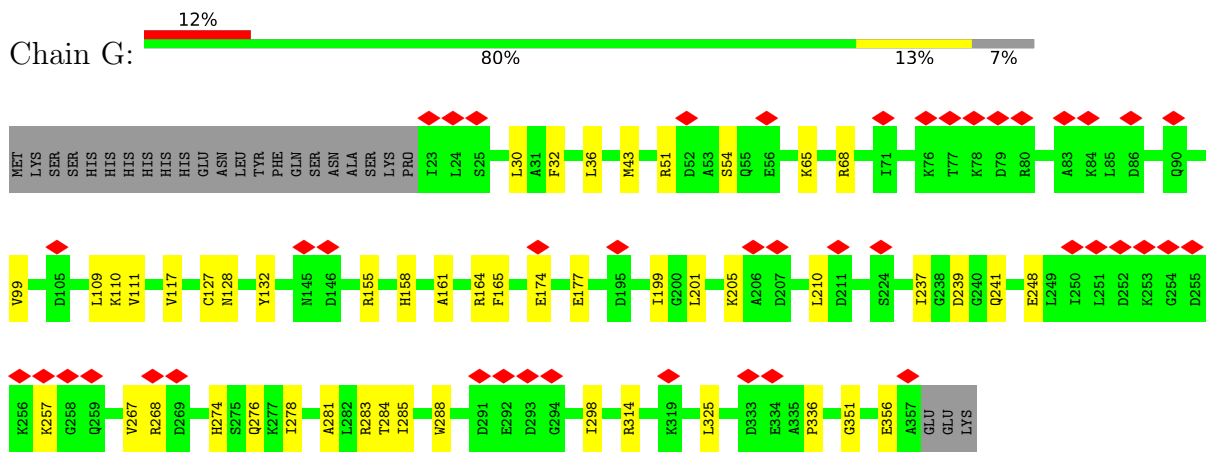 12%
Chain G:
80% 13% 7%
MET LYS SER SER HIS HIS HIS HIS HIS HIS GLU ASN LEU TYR PHE GLN SER ASN ALA ALA SER LYS PRO I23 L24 S25 L30 A31 F32 L36 M43 R51 D52 A53 S54 Q55 E56 K65 R68 I71 K76 T77 K78 D79 R80 A83 K84 L85 D86 Q90
V99 D105 L109 K110 V111 V117 C127 N128 Y132 N145 D146 R155 H158 A161 R164 F165 E174 E177 D195 I199 G200 L201 K205 A206 D207 L210 D211 S224 I237 G238 D239 G240 Q241 E248 L249 I250 L251 D252 K253 G254 D255
K256 K257 G258 Q259 V267 R268 D269 H274 S275 Q276 K277 I278 A281 L282 R283 T284 I285 W288 D291 E292 D293 G294 I298 R314 K319 L325 D333 E334 A335 P336 G351 E356 A357 GLU GLU LYS